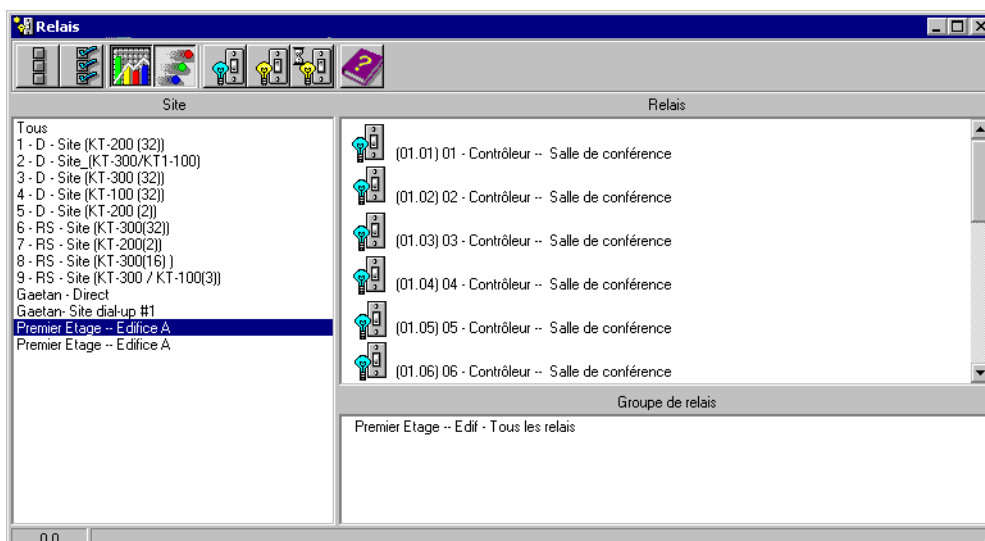 Relais
Site
Relais
Tous
1 - D - Site (KT-200 (32))
2 - D - Site_(KT-300/KT1-100)
3 - D - Site (KT-300 (32))
4 - D - Site (KT-100 (32))
5 - D - Site (KT-200 (2))
6 - RS - Site (KT-300(32))
7 - RS - Site (KT-200(2))
8 - RS - Site (KT-300(16) )
9 - RS - Site (KT-300 / KT-100(3))
Gaetan - Direct
Gaetan- Site dial-up #1
Premier Etage -- Edifice A
Premier Etage -- Edifice A
(01.01) 01 - Contrôleur -- Salle de conférence
(01.02) 02 - Contrôleur -- Salle de conférence
(01.03) 03 - Contrôleur -- Salle de conférence
(01.04) 04 - Contrôleur -- Salle de conférence
(01.05) 05 - Contrôleur -- Salle de conférence
(01.06) 06 - Contrôleur -- Salle de conférence
Groupe de relais
Premier Etage -- Edif - Tous les relais